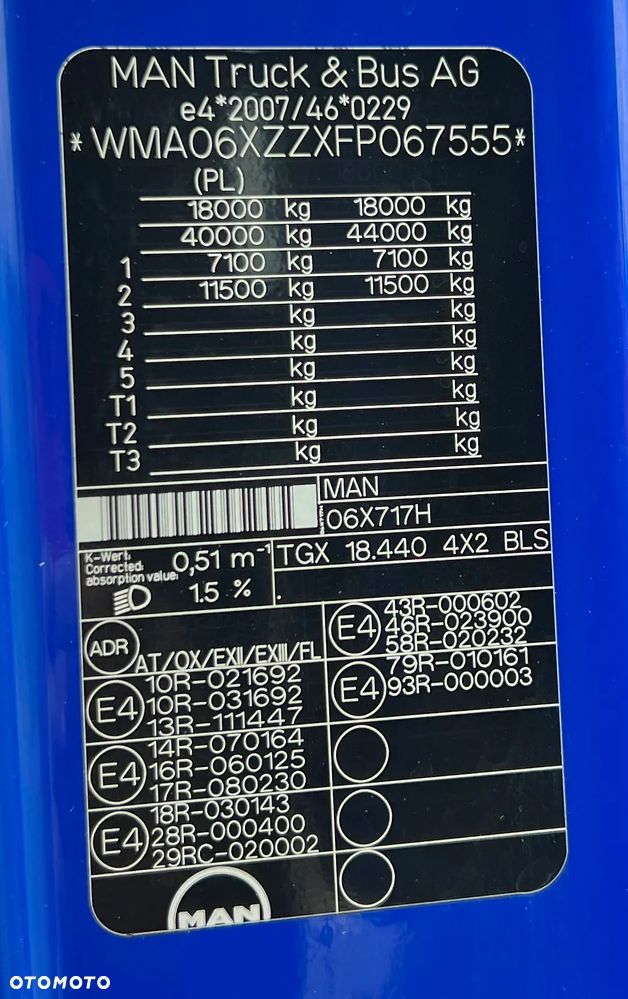 MAN Truck & Bus AG
e4*2007/46*0229
*WMA06XZZXFP067555*
(PL)
18000 kg 18000 kg
40000 kg 44000 kg
1 7100 kg 7100 kg
2 11500 kg 11500 kg
3 kg kg
4 kg kg
5 kg kg
T1 kg kg
T2 kg kg
T3 kg kg
MAN
06X717H
K-Wert:
Corrected
absorption value:
0,51 m-1
TGX 18.440 4X2 BLS
1.5 %
.
ADR
AT/OX/EXII/EXIII/FL
E4
10R-021692
10R-031692
13R-111447
E4
14R-070164
16R-060125
17R-080230
E4
18R-030143
28R-000400
29RC-020002
E4
43R-000602
46R-023900
58R-020232
E4
79R-010161
93R-000003
MAN
OTOMOTO